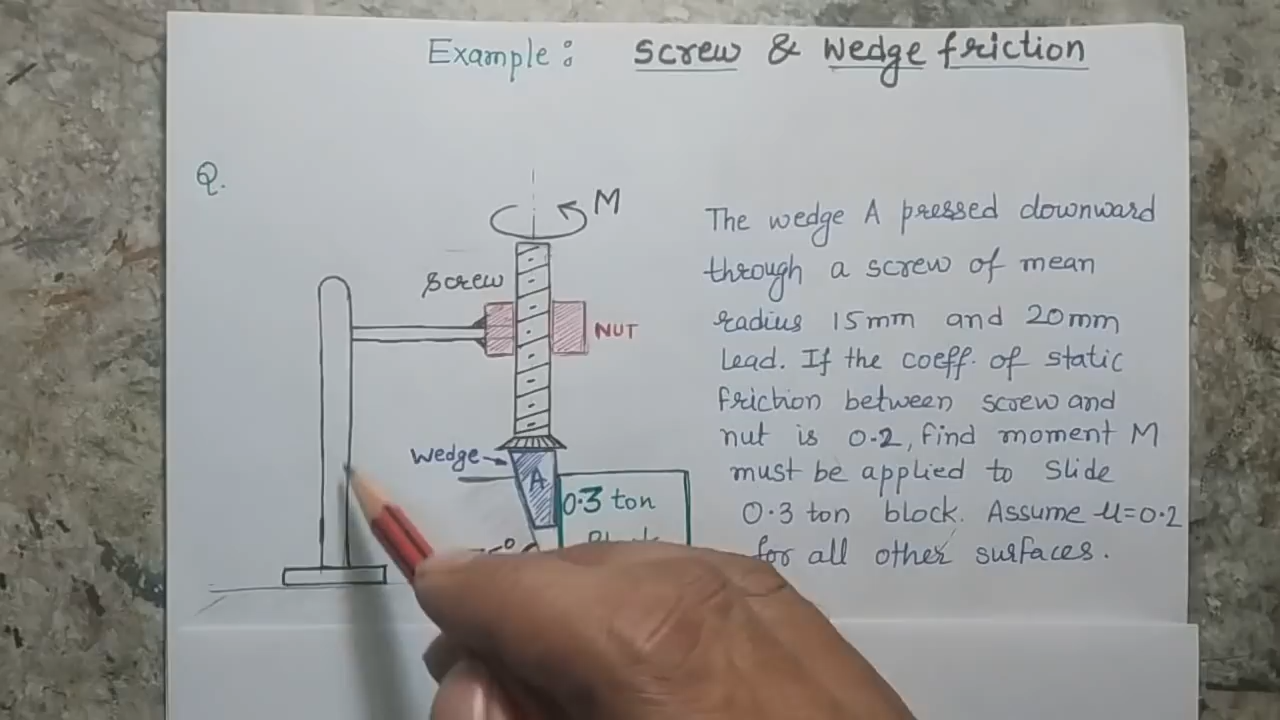 Example: Screw & Wedge friction
Q.
M
Screw
NUT
Wedge
A
0.3 ton
The wedge A pressed downward
through a screw of mean
radius 15mm and 20mm
Lead. If the coeff. of static
friction between screw and
nut is 0.2, find moment M
must be applied to slide
0.3 ton block. Assume μ=0.2
for all other surfaces.